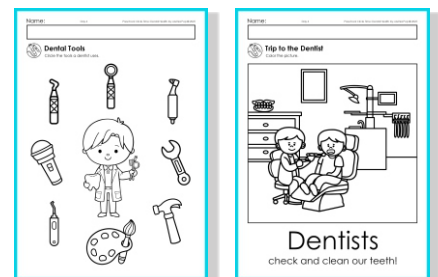 Name:
Dental Tools
Circle the tools a dentist uses.
Name:
Trip to the Dentist
Color the picture.
Dentists
check and clean our teeth!